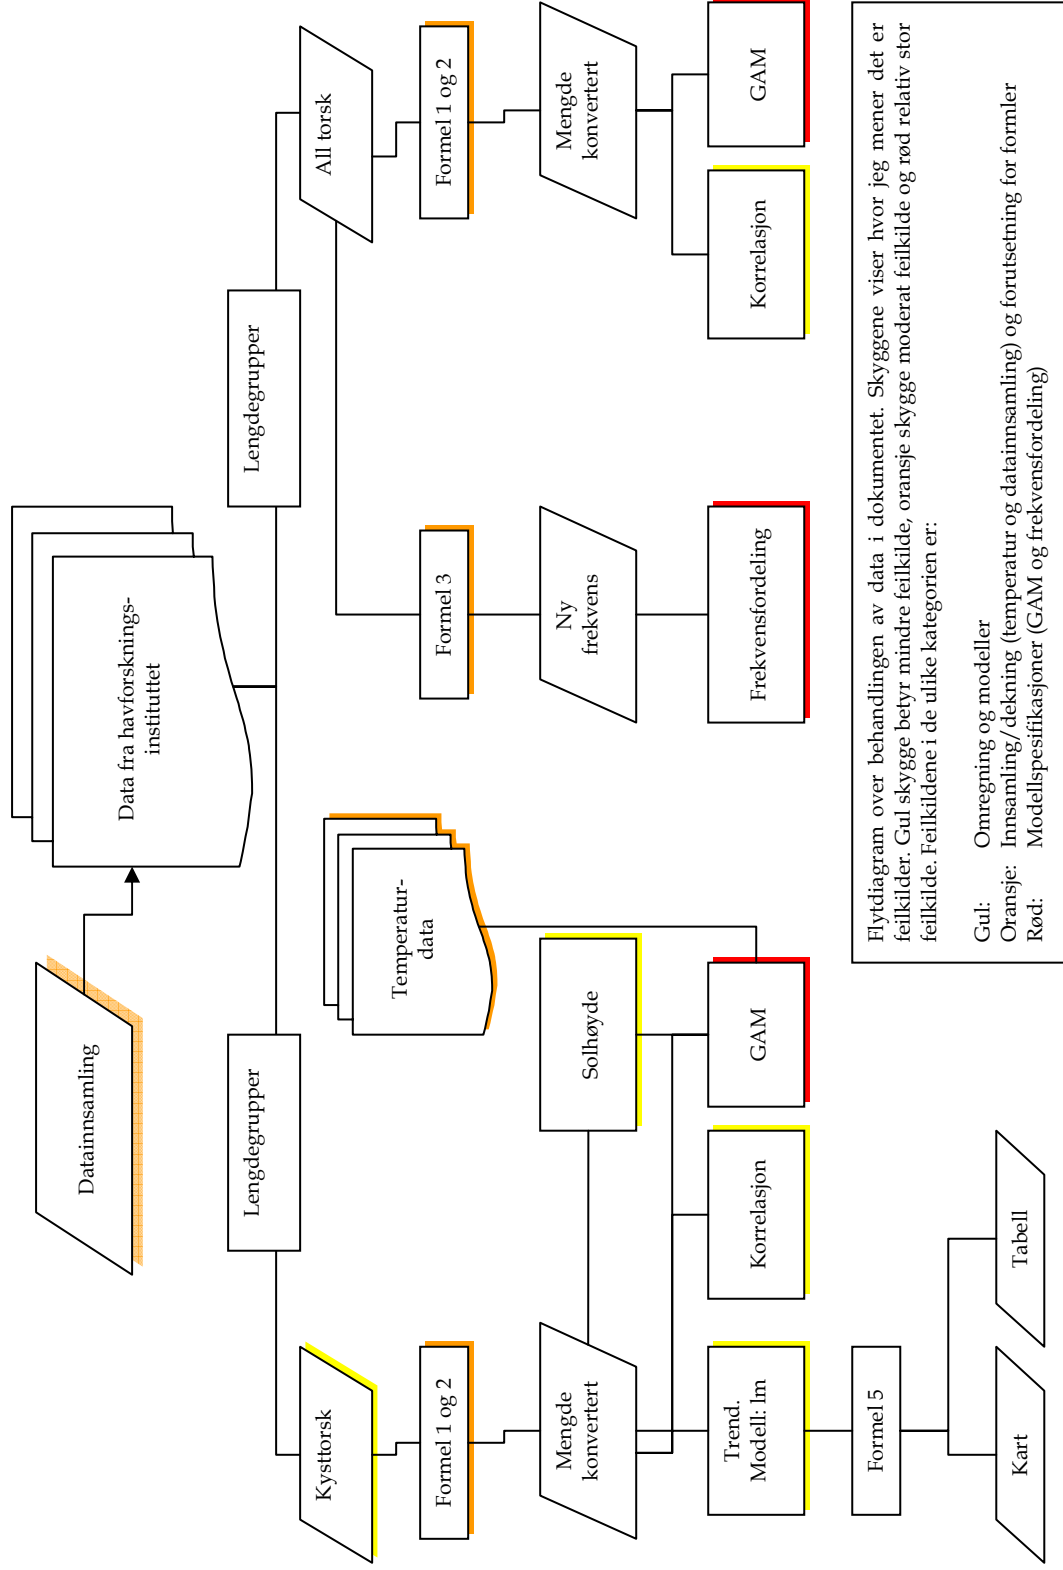 Datainnsamling
Data fra havforsknings-
instituttet
Lengdegrupper
Lengdegrupper
Kysttorsk
All torsk
Temperatur-
data
Formel 1 og 2
Formel 3
Formel 1 og 2
Mengde
konvertert
Solhøyde
Ny
frekvens
Mengde
konvertert
Trend.
Modell: lm
Korrelasjon
GAM
Frekvensfordeling
Korrelasjon
GAM
Formel 5
Kart
Tabell
Flytdiagram over behandlingen av data i dokumentet. Skyggene viser hvor jeg mener det er
feilkilder. Gul skygge betyr mindre feilkilde, oransje skygge moderat feilkilde og rød relativ stor
feilkilde. Feilkildene i de ulike kategorien er:
Gul: Omregning og modeller
Oransje: Innsamling/dekning (temperatur og datainnsamling) og forutsetning for formler
Rød: Modellspesifikasjoner (GAM og frekvensfordeling)